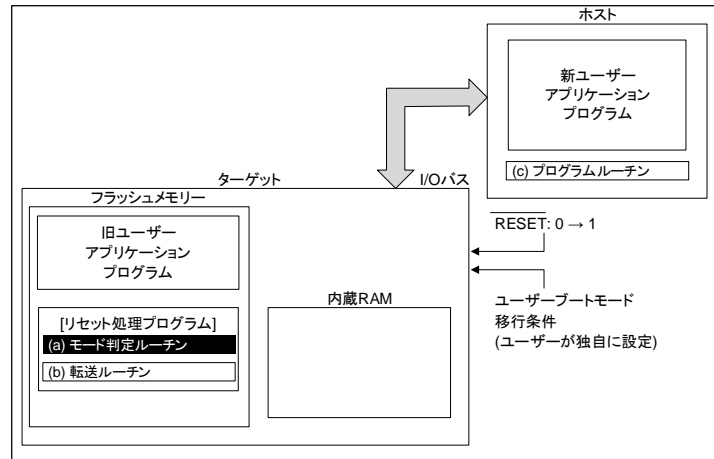 ホスト
新ユーザー
アプリケーション
プログラム
(c) プログラムルーチン
ターゲット
I/Oバス
フラッシュメモリー
旧ユーザー
アプリケーション
プログラム
[リセット処理プログラム]
(a) モード判定ルーチン
(b) 転送ルーチン
内蔵RAM
RESET: 0 → 1
ユーザーブートモード
移行条件
(ユーザーが独自に設定)